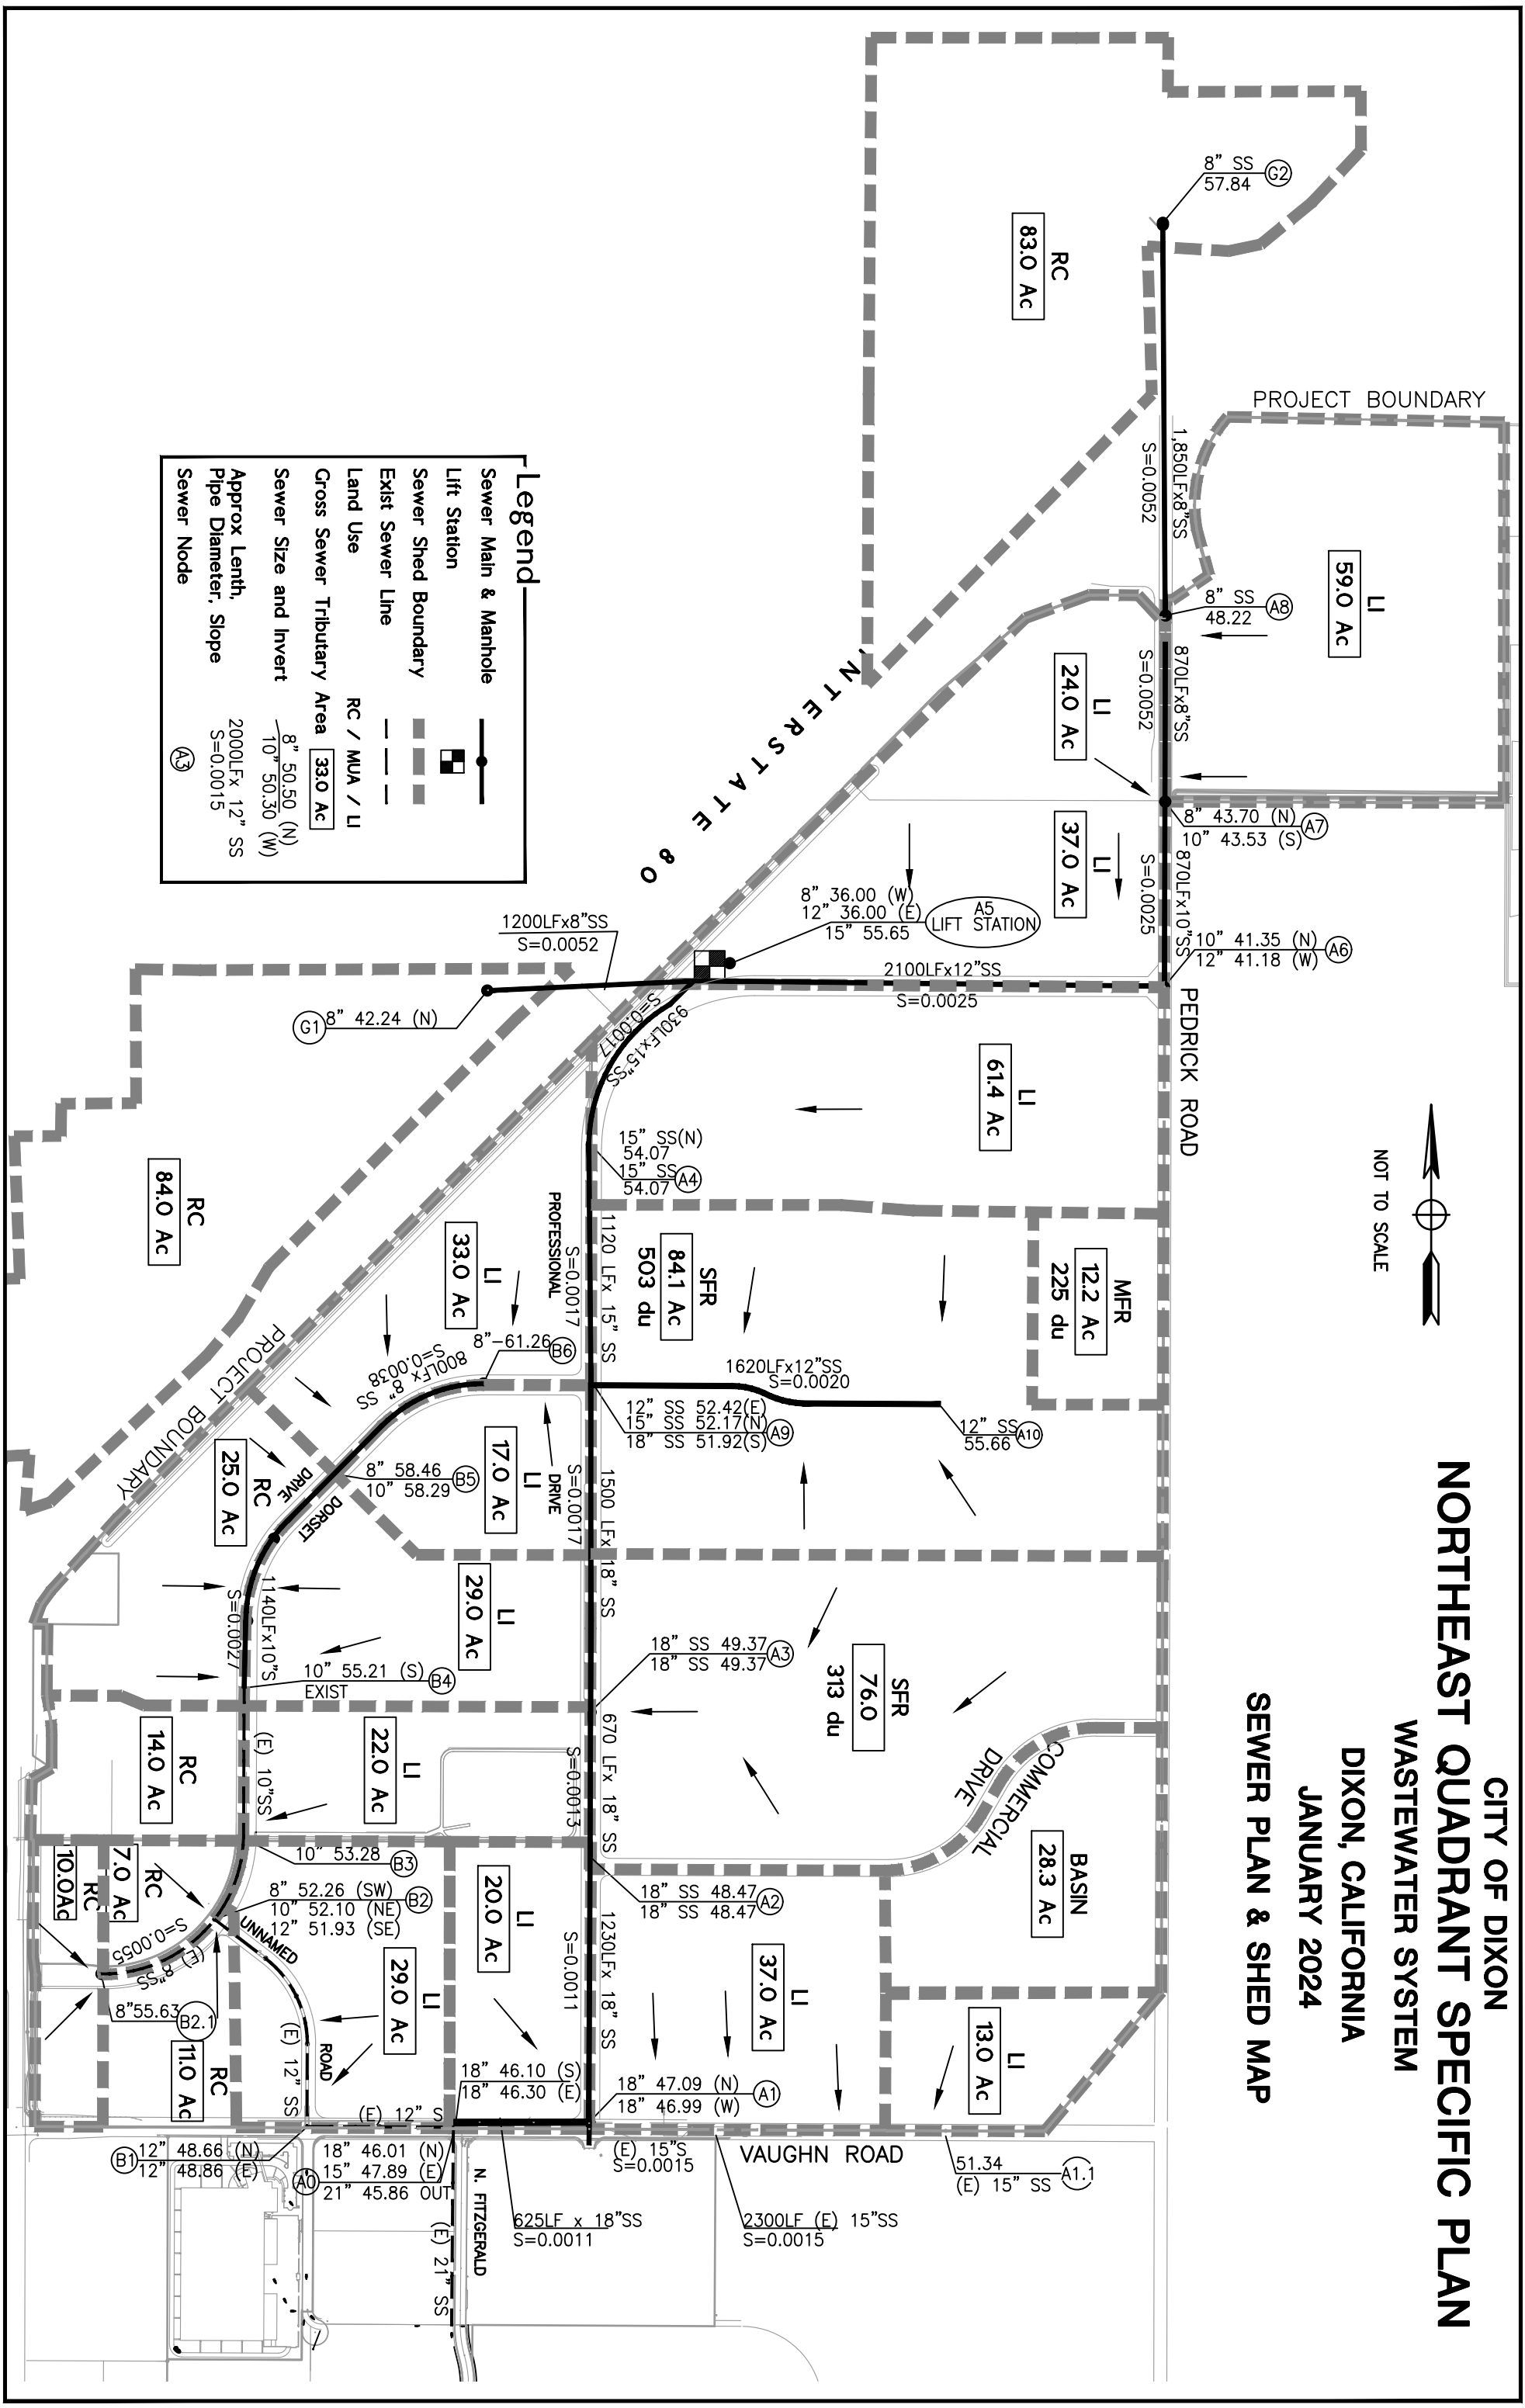 CITY OF DIXON
NORTHEAST QUADRANT SPECIFIC PLAN
WASTEWATER SYSTEM
DIXON, CALIFORNIA
JANUARY 2024
SEWER PLAN & SHED MAP
NOT TO SCALE
8" SS
57.84
G2
RC
83.0 Ac
PROJECT BOUNDARY
1,850LFx8"SS
S=0.0052
LI
59.0 Ac
8" SS
48.22
A8
870LFx8"SS
S=0.0052
LI
24.0 Ac
8" 43.70 (N)
10" 43.53 (S)
A7
LI
37.0 Ac
870LFx10"SS
S=0.0025
10" 41.35 (N)
12" 41.18 (W)
A6
PEDRICK ROAD
INTERSTATE 80
8" 36.00 (W)
12" 36.00 (E)
15" 55.65
A5
LIFT STATION
1200LFx8"SS
S=0.0052
2100LFx12"SS
S=0.0025
G1
8" 42.24 (N)
930LFx15"SS
S=0.0017
LI
61.4 Ac
15" SS(N)
54.07
15" SS
54.07
A4
RC
84.0 Ac
PROFESSIONAL
DRIVE
1120 LFx 15" SS
S=0.0017
LI
33.0 Ac
SFR
84.1 Ac
503 du
MFR
12.2 Ac
225 du
8"-61.26
B6
800LFx 8" SS
S=0.0038
1620LFx12"SS
S=0.0020
12" SS 52.42(E)
15" SS 52.17(N)
18" SS 51.92(S)
A9
12" SS
55.66
A10
PROJECT BOUNDARY
LI
17.0 Ac
8" 58.46
10" 58.29
B5
DORSET
DRIVE
RC
25.0 Ac
1500 LFx 18" SS
S=0.0017
LI
29.0 Ac
1140LFx10"S
S=0.0027
10" 55.21 (S)
EXIST
B4
18" SS 49.37
18" SS 49.37
A3
SFR
76.0
313 du
COMMERCIAL
DRIVE
RC
14.0 Ac
(E) 10"SS
LI
22.0 Ac
670 LFx 18" SS
S=0.0013
10" 53.28
B3
18" SS 48.47
18" SS 48.47
A2
BASIN
28.3 Ac
RC
10.0Ac
RC
7.0 Ac
8" 52.26 (SW)
10" 52.10 (NE)
12" 51.93 (SE)
B2
(E) 8"SS
S=0.0055
8"55.63
B2.1
UNNAMED
ROAD
LI
20.0 Ac
LI
29.0 Ac
1230LFx 18" SS
S=0.0011
LI
37.0 Ac
LI
13.0 Ac
RC
11.0 Ac
(E) 12" SS
(E) 12" S
18" 46.10 (S)
18" 46.30 (E)
18" 47.09 (N)
18" 46.99 (W)
A1
B1
12" 48.66 (N)
12" 48.86 (E)
A0
18" 46.01 (N)
15" 47.89 (E)
21" 45.86 OUT
(E) 15"S
S=0.0015
VAUGHN ROAD
51.34
(E) 15" SS
A1.1
625LF x 18"SS
S=0.0011
2300LF (E) 15"SS
S=0.0015
N. FITZGERALD
(E) 21" SS
Legend
Sewer Main & Manhole
Lift Station
Sewer Shed Boundary
Exist Sewer Line
Land Use RC / MUA / LI
Gross Sewer Tributary Area 33.0 Ac
Sewer Size and Invert 8" 50.50 (N)
10" 50.30 (W)
Approx Lenth, 2000LFx 12" SS
Pipe Diameter, Slope S=0.0015
Sewer Node A3